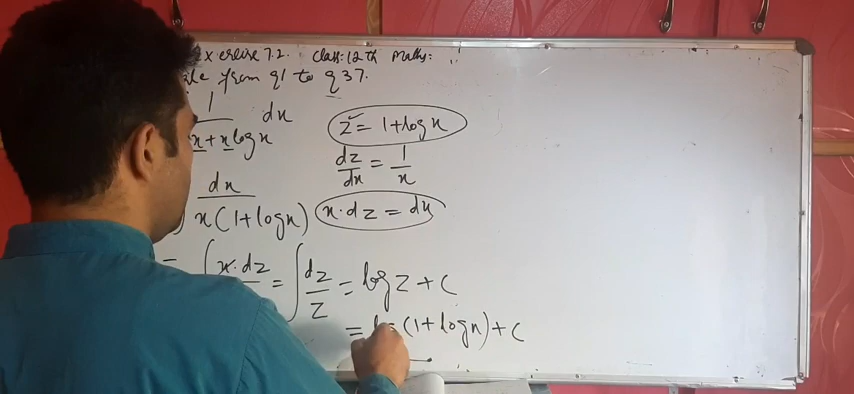 exercise 7.2. class: 12th Maths:
from q1 to q37.
1 dx
x + x log x
z = 1 + log x
dz/dx = 1/x
dx
x(1 + log x)
x · dz = dx
= ∫ x · dz = ∫ dz/z = log z + c
= log (1 + log x) + c